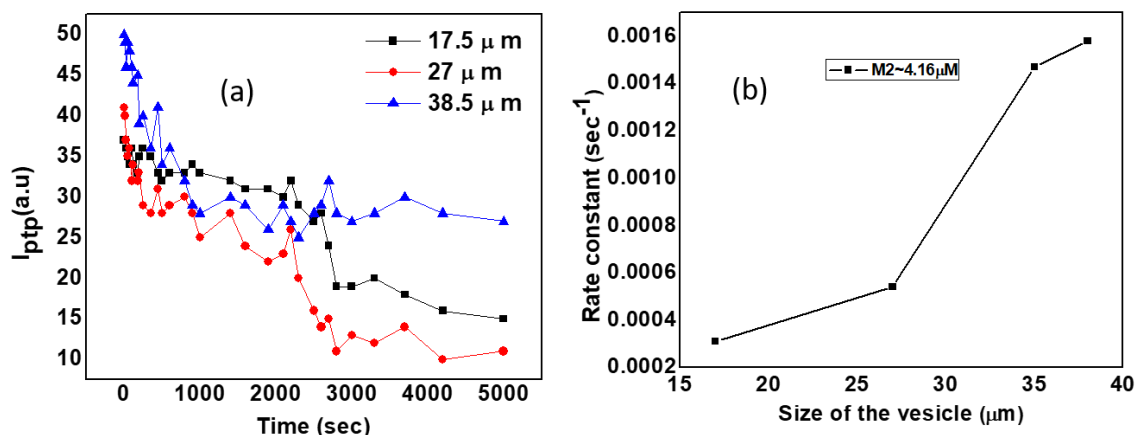 (a)
17.5 μ m
27 μ m
38.5 μ m
I_ptp(a.u)
50
45
40
35
30
25
20
15
10
0 1000 2000 3000 4000 5000
Time (sec)
(b)
M2~4.16μM
Rate constant (sec⁻¹)
0.0016
0.0014
0.0012
0.0010
0.0008
0.0006
0.0004
0.0002
15 20 25 30 35 40
Size of the vesicle (μm)